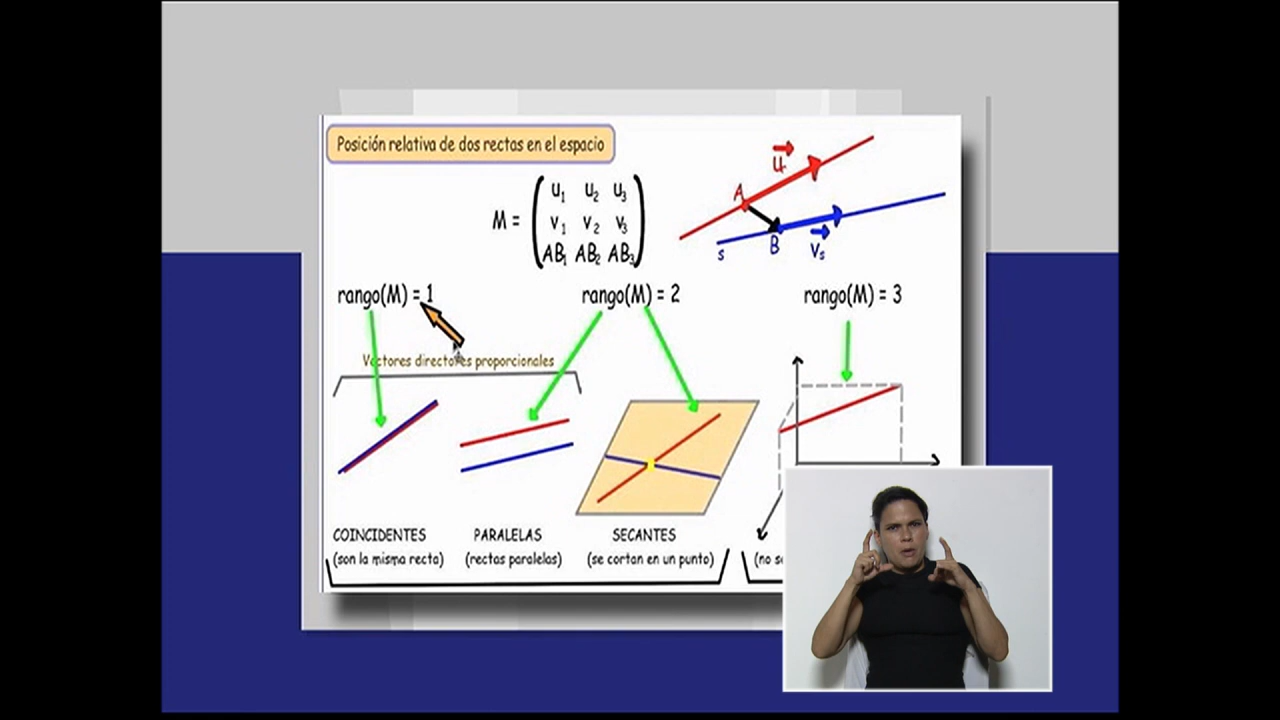 Posición relativa de dos rectas en el espacio
u
A
M =
u1 u2 u3
v1 v2 v3
AB1 AB2 AB3
s
B
vs
rango(M) = 1
rango(M) = 2
rango(M) = 3
Vectores directores proporcionales
COINCIDENTES
PARALELAS
SECANTES
(son la misma recta)
(rectas paralelas)
(se cortan en un punto)
(no